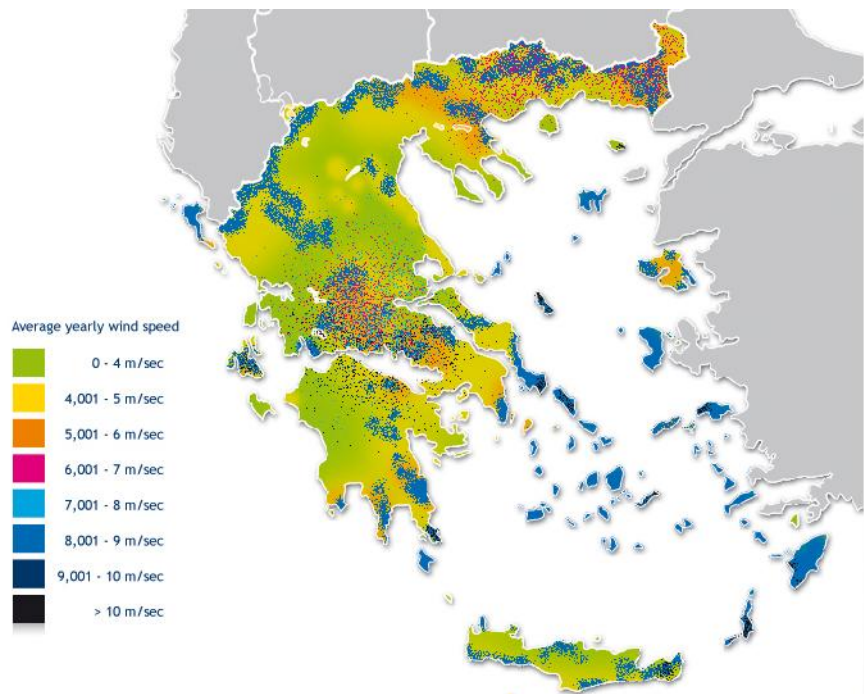 Average yearly wind speed
0 - 4 m/sec
4,001 - 5 m/sec
5,001 - 6 m/sec
6,001 - 7 m/sec
7,001 - 8 m/sec
8,001 - 9 m/sec
9,001 - 10 m/sec
> 10 m/sec